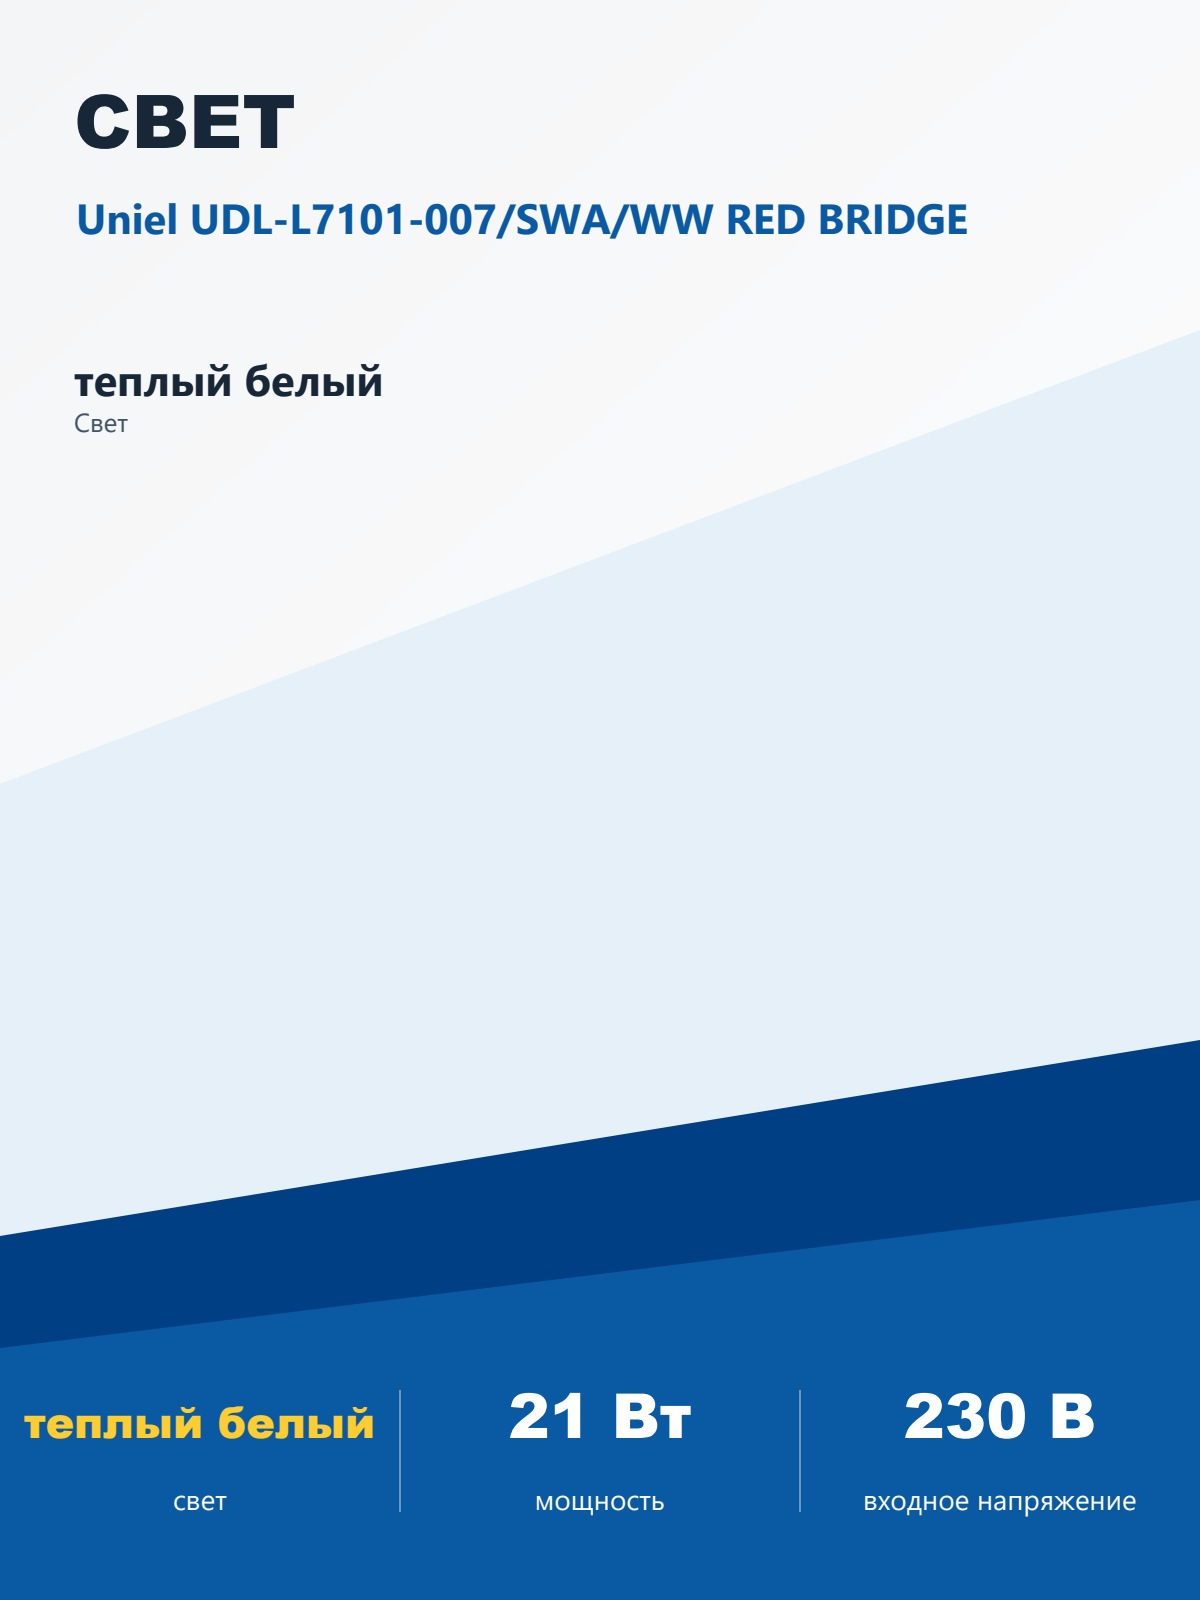 СВЕТ
Uniel UDL-L7101-007/SWA/WW RED BRIDGE
теплый белый
Свет
теплый белый
свет
21 Вт
мощность
230 В
входное напряжение